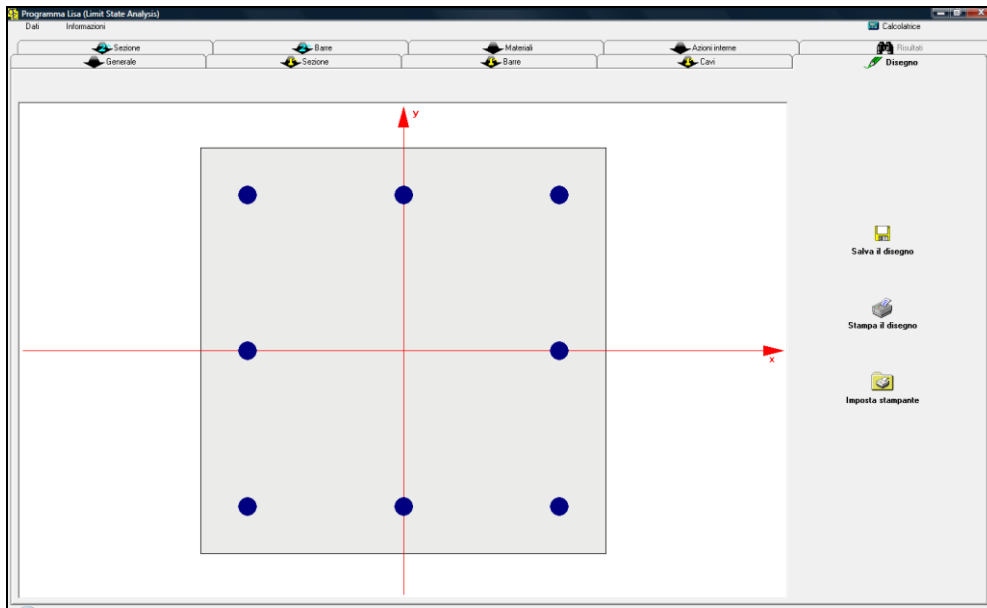 Programma Lisa (Limit State Analysis)
Dati Informazioni Calcolatrice
Sezione Barre Materiali Azioni interne Risultati
Generale Sezione Barre Cavi Disegno
y
Salva il disegno
Stampa il disegno
x
Imposta stampante